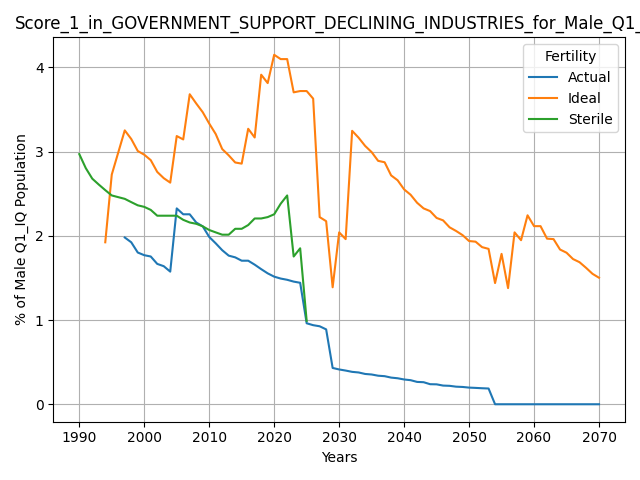 Score_1_in_GOVERNMENT_SUPPORT_DECLINING_INDUSTRIES_for_Male_Q1_
Fertility
Actual
Ideal
Sterile
% of Male Q1_IQ Population
4
3
2
1
0
1990 2000 2010 2020 2030 2040 2050 2060 2070
Years